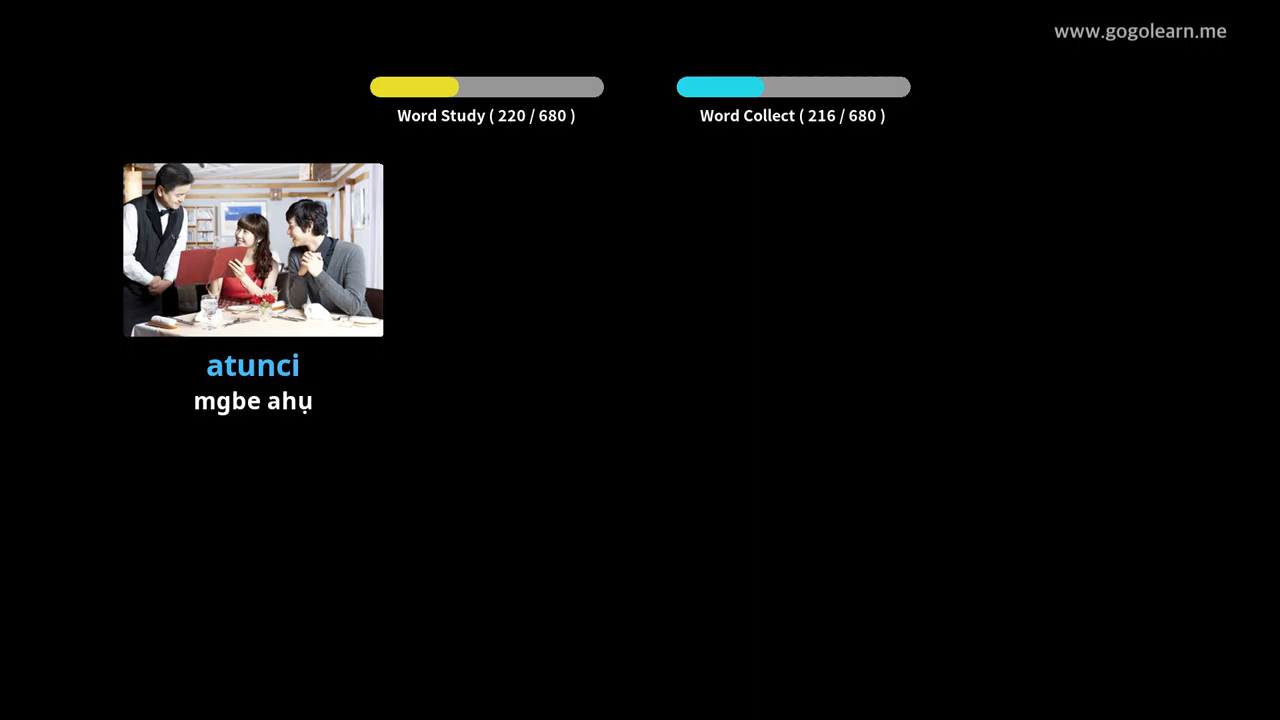 www.gogolearn.me
Word Study ( 220 / 680 )
Word Collect ( 216 / 680 )
atunci
mgbe ahụ